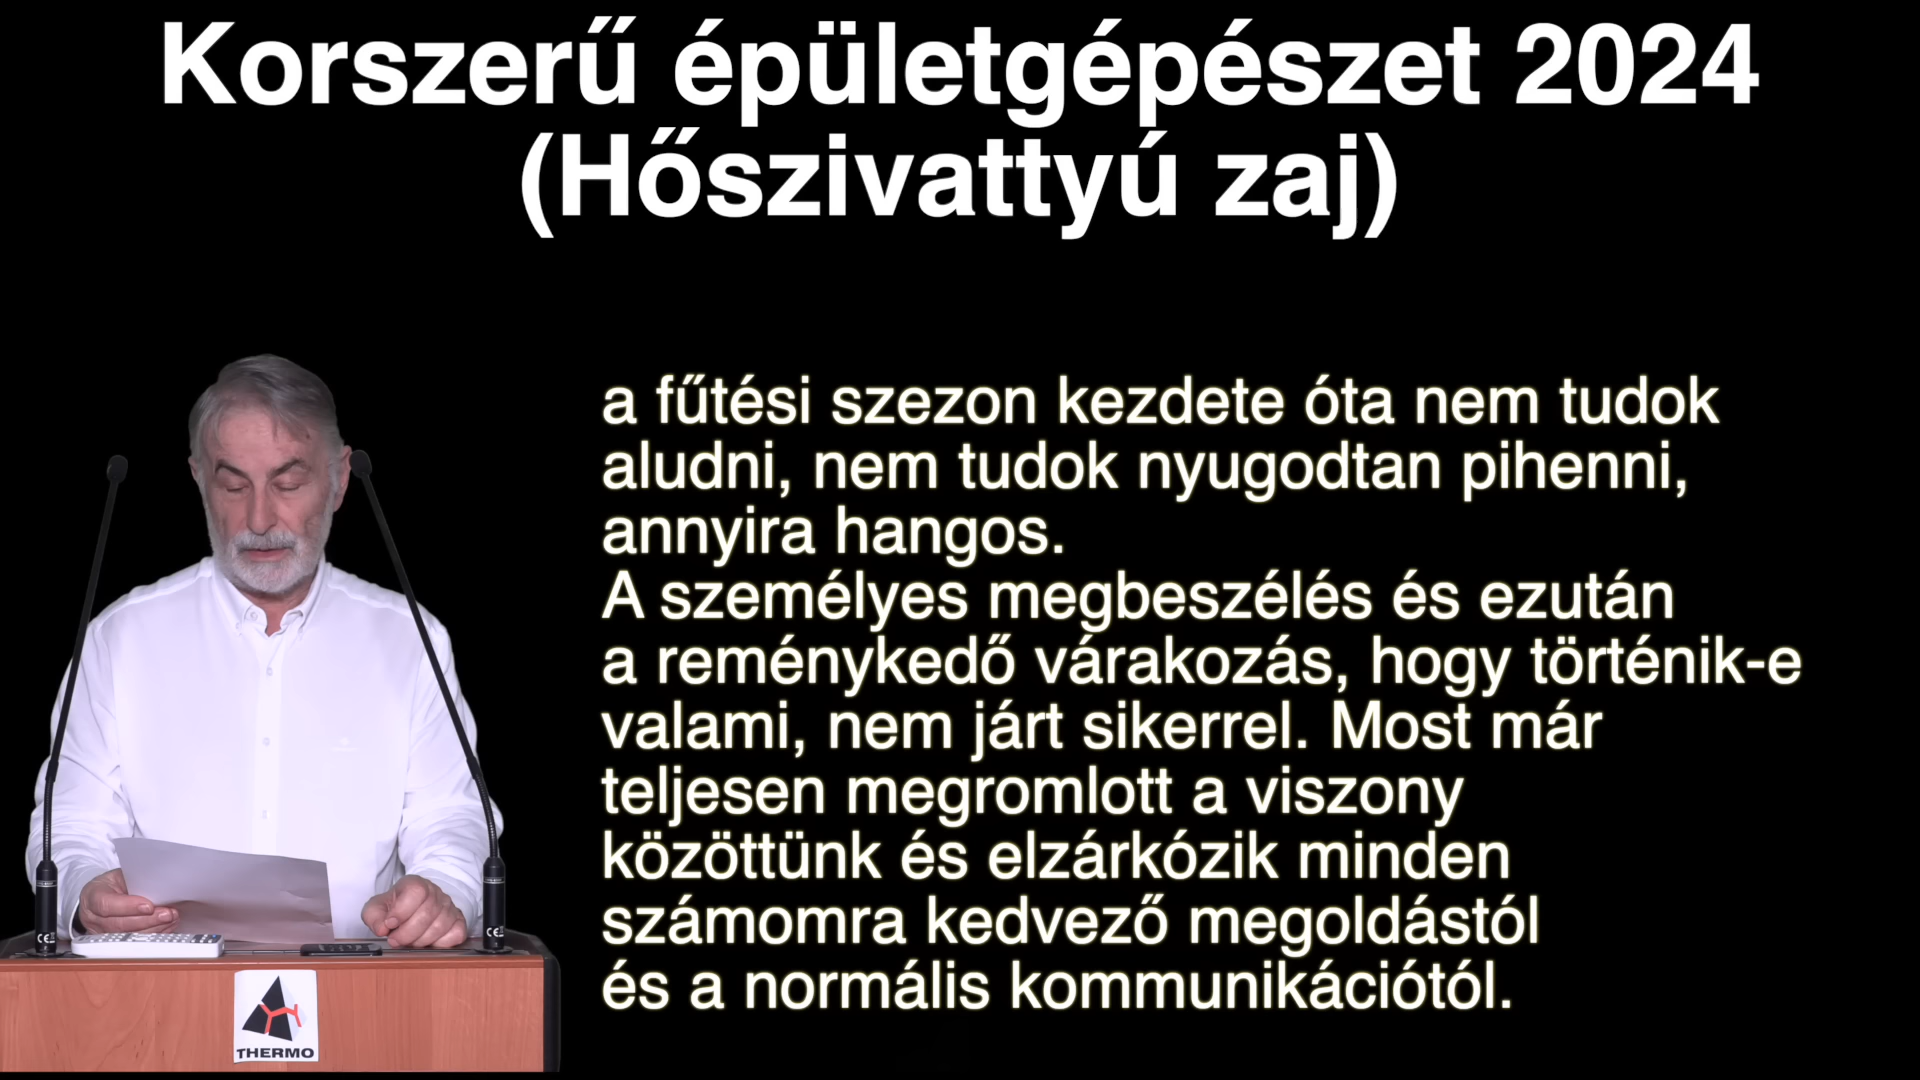 Korszerű épületgépészet 2024
(Hőszivattyú zaj)
a fűtési szezon kezdete óta nem tudok
aludni, nem tudok nyugodtan pihenni,
annyira hangos.
A személyes megbeszélés és ezután
a reménykedő várakozás, hogy történik-e
valami, nem járt sikerrel. Most már
teljesen megromlott a viszony
közöttünk és elzárkózik minden
számomra kedvező megoldástól
és a normális kommunikációtól.
THERMO